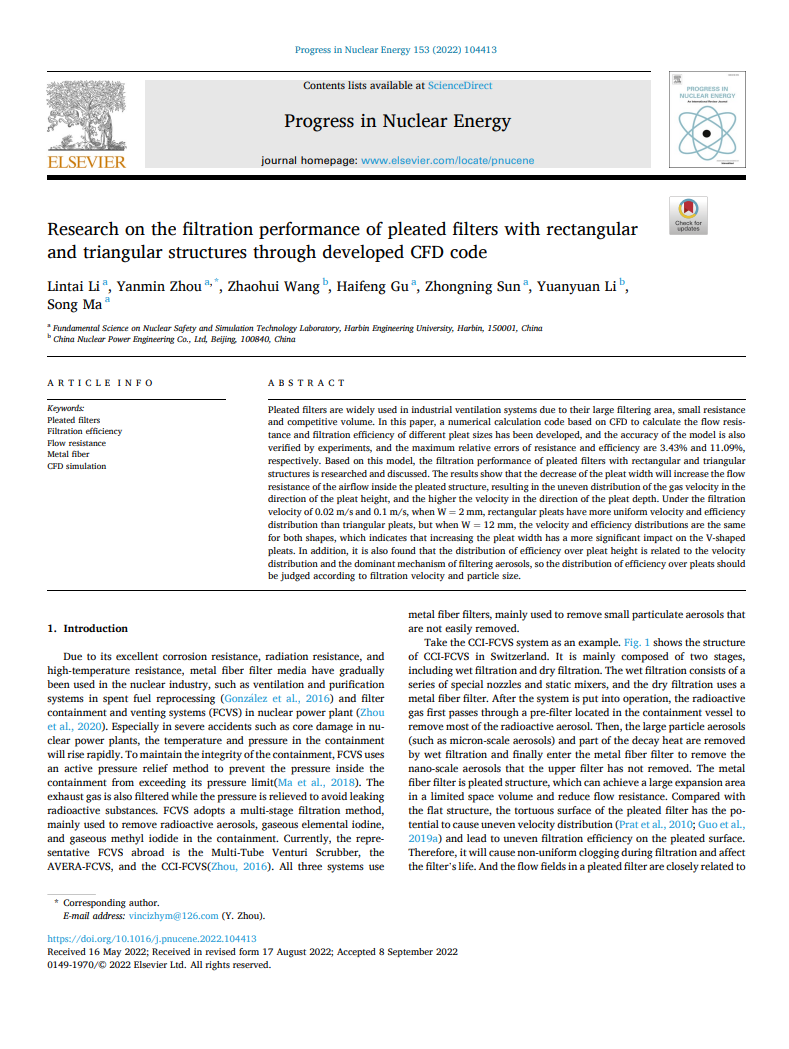 Progress in Nuclear Energy 153 (2022) 104413
Contents lists available at ScienceDirect
Progress in Nuclear Energy
journal homepage: www.elsevier.com/locate/pnucene
ELSEVIER
PROGRESS IN
NUCLEAR ENERGY
Check for
updates
Research on the filtration performance of pleated filters with rectangular
and triangular structures through developed CFD code
Lintai Li a, Yanmin Zhou a,*, Zhaohui Wang b, Haifeng Gu a, Zhongning Sun a, Yuanyuan Li b,
Song Ma a
a Fundamental Science on Nuclear Safety and Simulation Technology Laboratory, Harbin Engineering University, Harbin, 150001, China
b China Nuclear Power Engineering Co., Ltd, Beijing, 100840, China
ARTICLE INFO
Keywords:
Pleated filters
Filtration efficiency
Flow resistance
Metal fiber
CFD simulation
ABSTRACT
Pleated filters are widely used in industrial ventilation systems due to their large filtering area, small resistance
and competitive volume. In this paper, a numerical calculation code based on CFD to calculate the flow resis-
tance and filtration efficiency of different pleat sizes has been developed, and the accuracy of the model is also
verified by experiments, and the maximum relative errors of resistance and efficiency are 3.43% and 11.09%,
respectively. Based on this model, the filtration performance of pleated filters with rectangular and triangular
structures is researched and discussed. The results show that the decrease of the pleat width will increase the flow
resistance of the airflow inside the pleated structure, resulting in the uneven distribution of the gas velocity in the
direction of the pleat height, and the higher the velocity in the direction of the pleat depth. Under the filtration
velocity of 0.02 m/s and 0.1 m/s, when W = 2 mm, rectangular pleats have more uniform velocity and efficiency
distribution than triangular pleats, but when W = 12 mm, the velocity and efficiency distributions are the same
for both shapes, which indicates that increasing the pleat width has a more significant impact on the V-shaped
pleats. In addition, it is also found that the distribution of efficiency over pleat height is related to the velocity
distribution and the dominant mechanism of filtering aerosols, so the distribution of efficiency over pleats should
be judged according to filtration velocity and particle size.
1. Introduction
Due to its excellent corrosion resistance, radiation resistance, and
high-temperature resistance, metal fiber filter media have gradually
been used in the nuclear industry, such as ventilation and purification
systems in spent fuel reprocessing (González et al., 2016) and filter
containment and venting systems (FCVS) in nuclear power plant (Zhou
et al., 2020). Especially in severe accidents such as core damage in nu-
clear power plants, the temperature and pressure in the containment
will rise rapidly. To maintain the integrity of the containment, FCVS uses
an active pressure relief method to prevent the pressure inside the
containment from exceeding its pressure limit(Ma et al., 2018). The
exhaust gas is also filtered while the pressure is relieved to avoid leaking
radioactive substances. FCVS adopts a multi-stage filtration method,
mainly used to remove radioactive aerosols, gaseous elemental iodine,
and gaseous methyl iodide in the containment. Currently, the repre-
sentative FCVS abroad is the Multi-Tube Venturi Scrubber, the
AVERA-FCVS, and the CCI-FCVS(Zhou, 2016). All three systems use
metal fiber filters, mainly used to remove small particulate aerosols that
are not easily removed.
Take the CCI-FCVS system as an example. Fig. 1 shows the structure
of CCI-FCVS in Switzerland. It is mainly composed of two stages,
including wet filtration and dry filtration. The wet filtration consists of a
series of special nozzles and static mixers, and the dry filtration uses a
metal fiber filter. After the system is put into operation, the radioactive
gas first passes through a pre-filter located in the containment vessel to
remove most of the radioactive aerosol. Then, the large particle aerosols
(such as micron-scale aerosols) and part of the decay heat are removed
by wet filtration and finally enter the metal fiber filter to remove the
nano-scale aerosols that the upper filter has not removed. The metal
fiber filter is pleated structure, which can achieve a large expansion area
in a limited space volume and reduce flow resistance. Compared with
the flat structure, the tortuous surface of the pleated filter has the po-
tential to cause uneven velocity distribution (Prat et al., 2010; Guo et al.,
2019a) and lead to uneven filtration efficiency on the pleated surface.
Therefore, it will cause non-uniform clogging during filtration and affect
the filter's life. And the flow fields in a pleated filter are closely related to
* Corresponding author.
E-mail address: vincizhym@126.com (Y. Zhou).
https://doi.org/10.1016/j.pnucene.2022.104413
Received 16 May 2022; Received in revised form 17 August 2022; Accepted 8 September 2022
0149-1970/© 2022 Elsevier Ltd. All rights reserved.